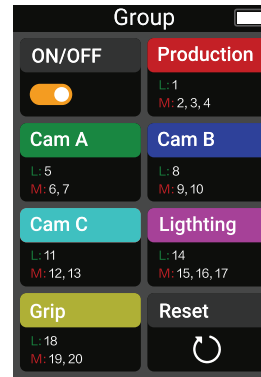 Group
ON/OFF
Production
L: 1
M: 2, 3, 4
Cam A
L: 5
M: 6, 7
Cam B
L: 8
M: 9, 10
Cam C
L: 11
M: 12, 13
Ligthting
L: 14
M: 15, 16, 17
Grip
L: 18
M: 19, 20
Reset